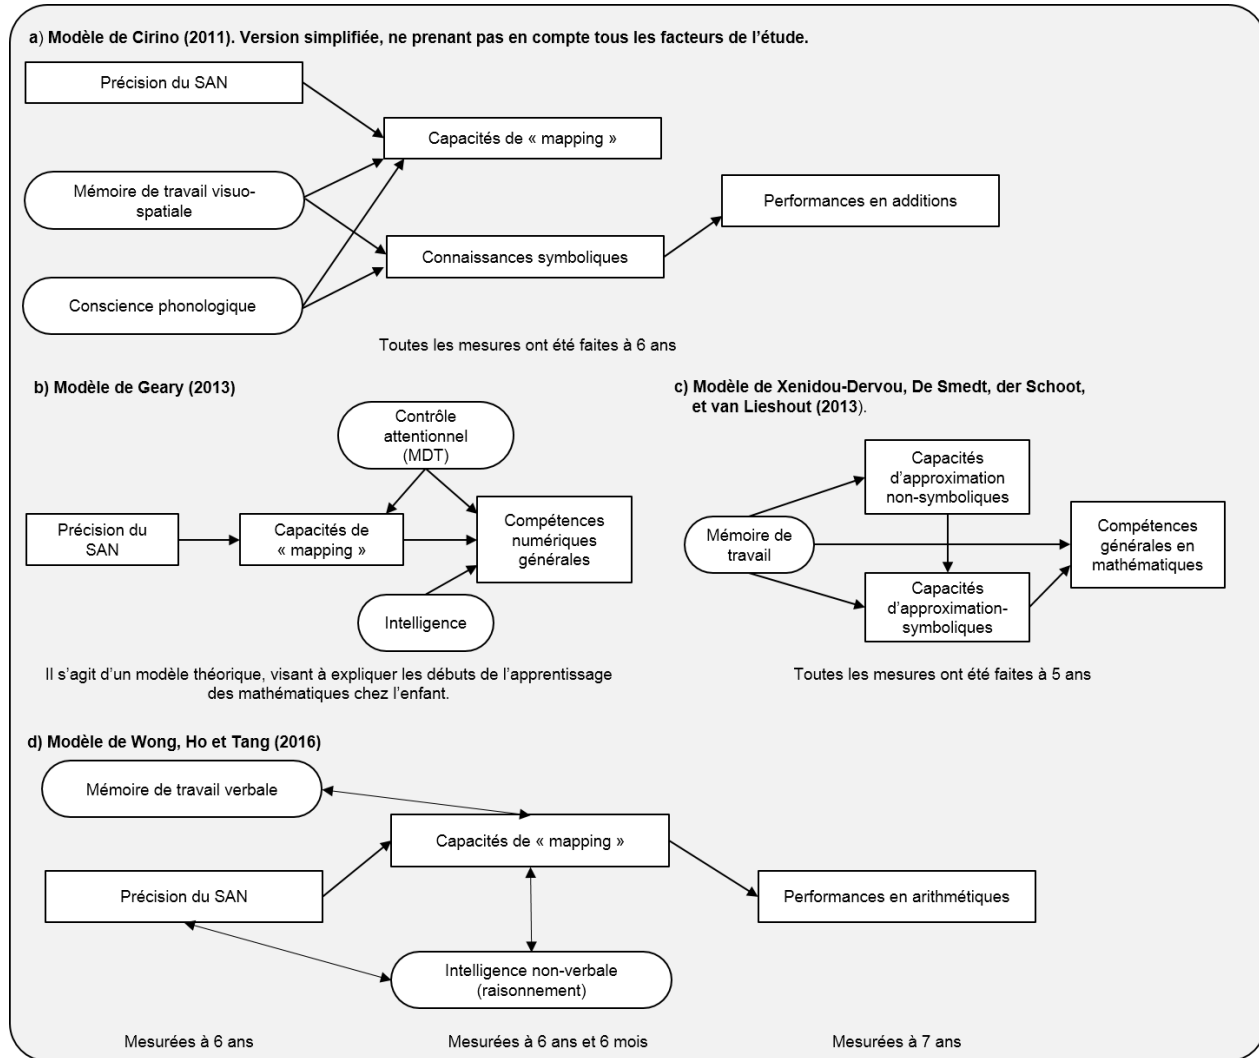 a) Modèle de Cirino (2011). Version simplifiée, ne prenant pas en compte tous les facteurs de l’étude.
Précision du SAN
Capacités de « mapping »
Mémoire de travail visuo-
spatiale
Performances en additions
Connaissances symboliques
Conscience phonologique
Toutes les mesures ont été faites à 6 ans
b) Modèle de Geary (2013)
Contrôle
attentionnel
(MDT)
Précision du
SAN
Capacités de
« mapping »
Compétences
numériques
générales
Intelligence
Il s’agit d’un modèle théorique, visant à expliquer les débuts de l’apprentissage
des mathématiques chez l’enfant.
c) Modèle de Xenidou-Dervou, De Smedt, der Schoot,
et van Lieshout (2013).
Capacités
d’approximation
non-symboliques
Mémoire de
travail
Compétences
générales en
mathématiques
Capacités
d’approximation-
symboliques
Toutes les mesures ont été faites à 5 ans
d) Modèle de Wong, Ho et Tang (2016)
Mémoire de travail verbale
Capacités de « mapping »
Précision du SAN
Performances en arithmétiques
Intelligence non-verbale
(raisonnement)
Mesurées à 6 ans
Mesurées à 6 ans et 6 mois
Mesurées à 7 ans